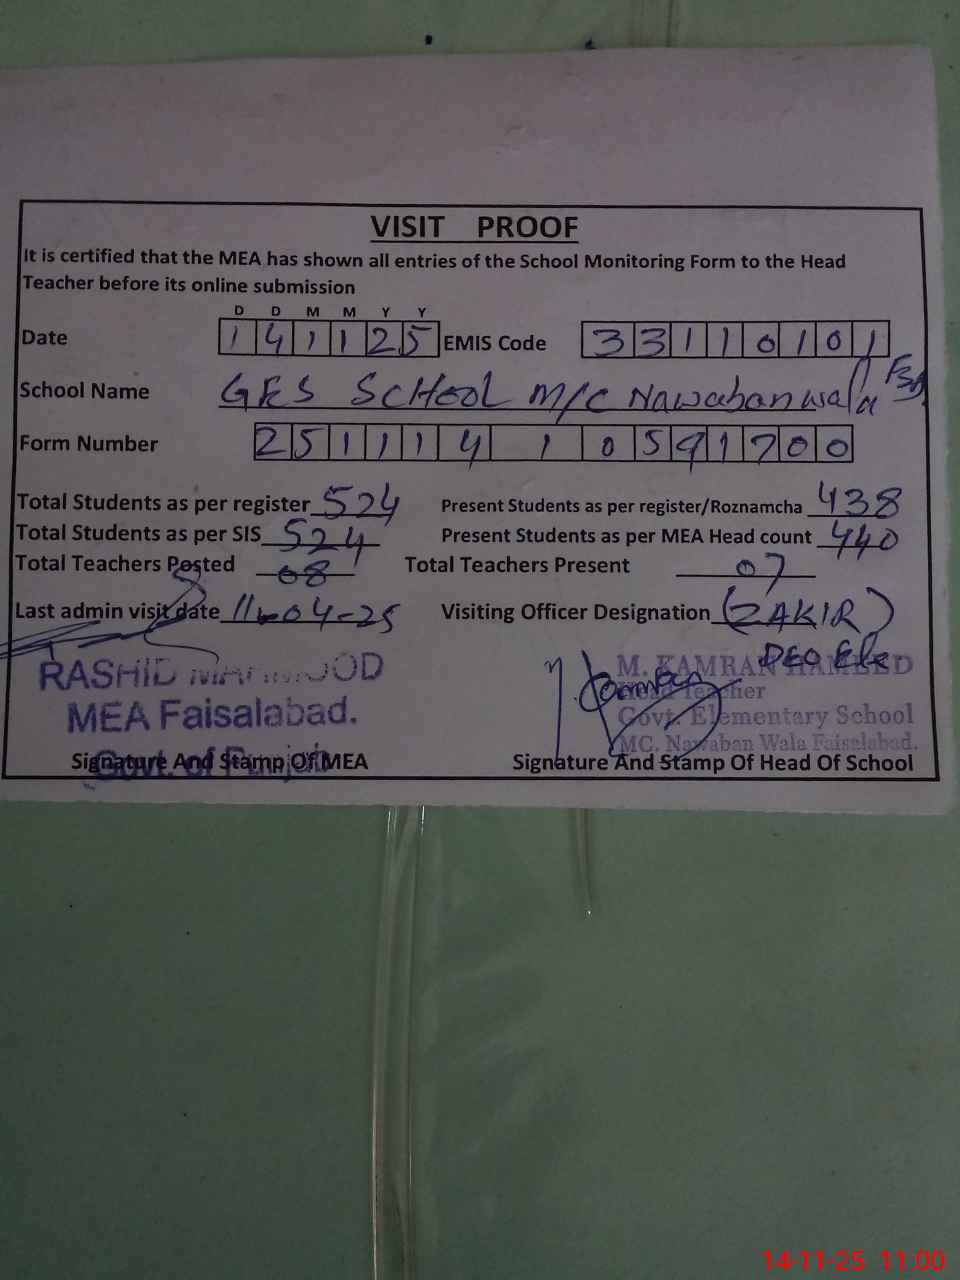 VISIT PROOF
It is certified that the MEA has shown all entries of the School Monitoring Form to the Head
Teacher before its online submission
D D M M Y Y
Date 1 4 1 1 2 5 EMIS Code 3 3 1 1 0 1 0 1
School Name GES SCHOOL M/C Nawabanwala FSD
Form Number 2 5 1 1 1 4 1 0 5 9 1 7 0 0
Total Students as per register 524 Present Students as per register/Roznamcha 438
Total Students as per SIS 524 Present Students as per MEA Head count 440
Total Teachers Posted 08 Total Teachers Present 07
Last admin visit date 11-04-25 Visiting Officer Designation (ZAKIR)
DEO Ele
RASHID MAHMOOD M. KAMRAN HAMEED
Head Teacher
MEA Faisalabad. Govt. Elementary School
Govt. of Punjab MC. Nawaban Wala Faisalabad.
Signature And Stamp Of MEA Signature And Stamp Of Head Of School
14-11-25 11:00